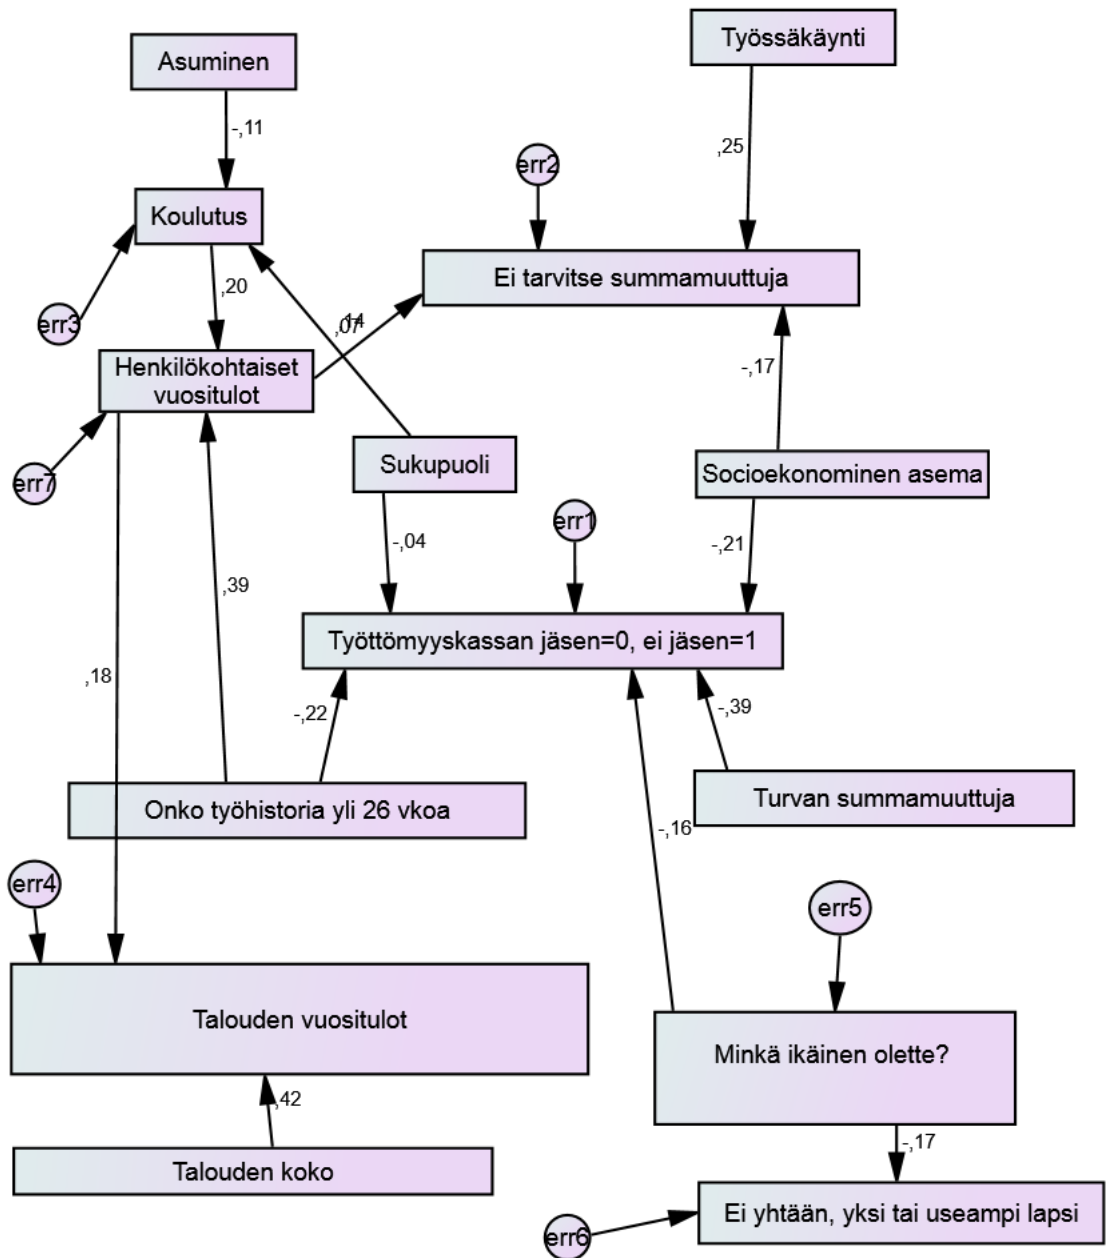 Työssäkäynti
Asuminen
-,11
,25
err2
Koulutus
Ei tarvitse summamuuttuja
,20
err3
,14
,07
Henkilökohtaiset
vuositulot
-,17
Sukupuoli
Socioekonominen asema
err7
err1
-,04
-,21
,39
Työttömyyskassan jäsen=0, ei jäsen=1
,18
-,22
-,39
Onko työhistoria yli 26 vkoa
Turvan summamuuttuja
-,16
err4
err5
Talouden vuositulot
Minkä ikäinen olette?
,42
-,17
Talouden koko
Ei yhtään, yksi tai useampi lapsi
err6